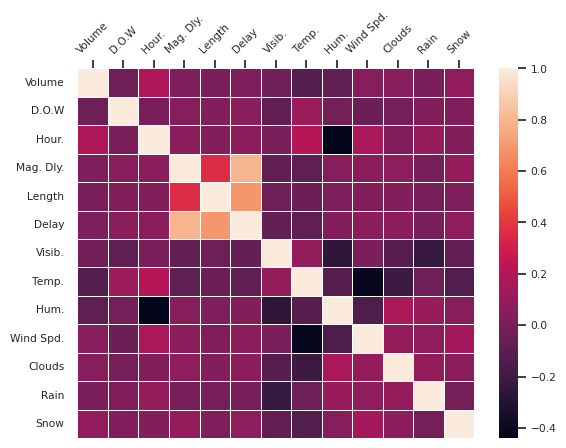 Volume D.O.W Hour. Mag. Dly. Length Delay Visib. Temp. Hum. Wind Spd. Clouds Rain Snow
Volume
D.O.W
Hour.
Mag. Dly.
Length
Delay
Visib.
Temp.
Hum.
Wind Spd.
Clouds
Rain
Snow
1.0
0.8
0.6
0.4
0.2
0.0
−0.2
−0.4